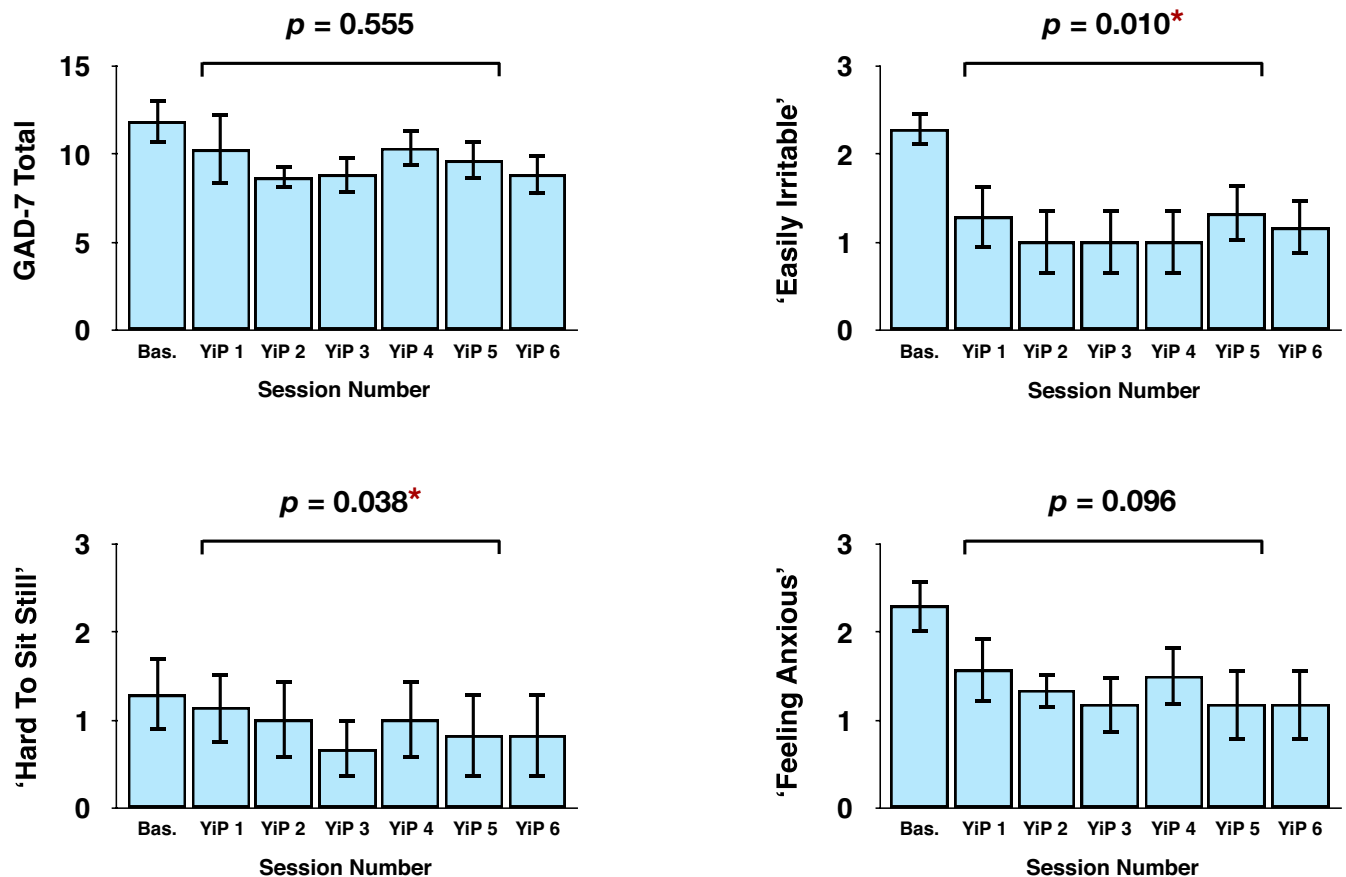 p = 0.555
GAD-7 Total
15
10
5
0
Bas. YiP 1 YiP 2 YiP 3 YiP 4 YiP 5 YiP 6
Session Number
p = 0.010*
‘Easily Irritable’
3
2
1
0
Bas. YiP 1 YiP 2 YiP 3 YiP 4 YiP 5 YiP 6
Session Number
p = 0.038*
‘Hard To Sit Still’
3
2
1
0
Bas. YiP 1 YiP 2 YiP 3 YiP 4 YiP 5 YiP 6
Session Number
p = 0.096
‘Feeling Anxious’
3
2
1
0
Bas. YiP 1 YiP 2 YiP 3 YiP 4 YiP 5 YiP 6
Session Number